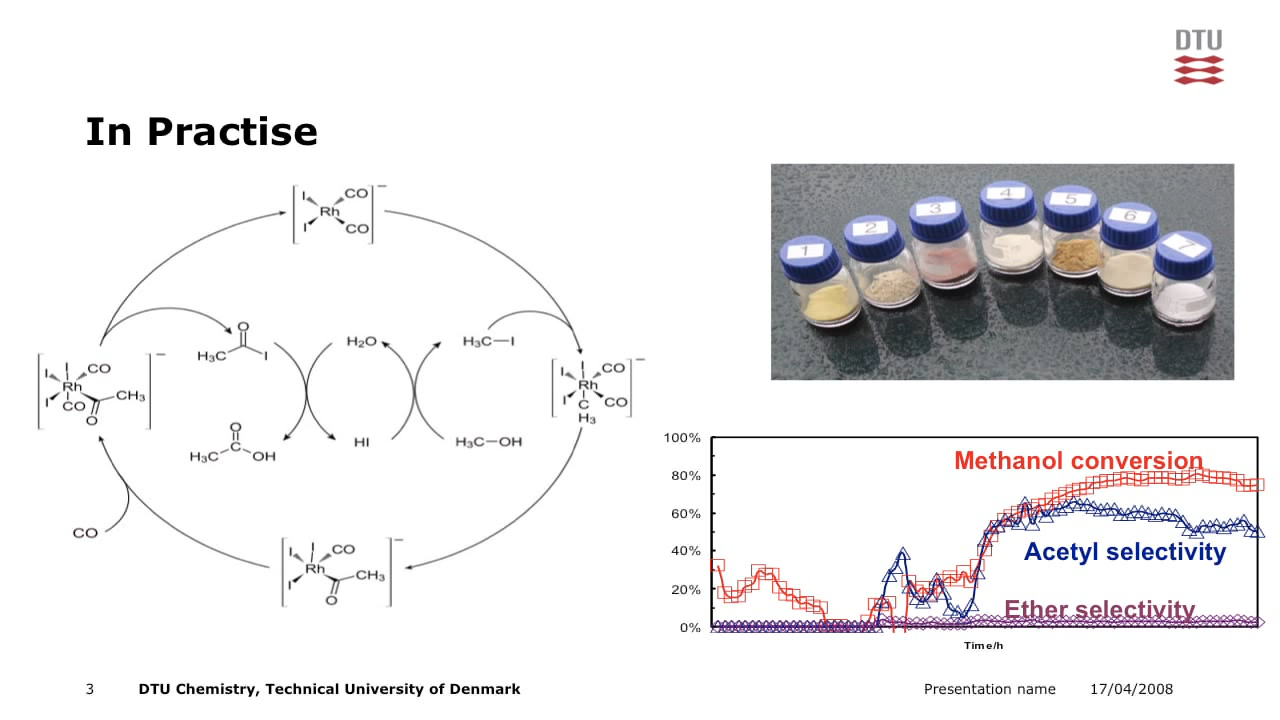 DTU
In Practise
I
CO
Rh
I
CO
−
O
H₃C
I
H₂O
H₃C−I
I
I
CO
Rh
CO
O
CH₃
−
I
I
CO
Rh
I
C
CO
H₃
−
O
H₃C
C
OH
HI
H₃C−OH
CO
I
I
CO
Rh
I
CH₃
O
−
1
2
3
4
5
6
7
100%
80%
60%
40%
20%
0%
Methanol conversion
Acetyl selectivity
Ether selectivity
Time/h
3
DTU Chemistry, Technical University of Denmark
Presentation name
17/04/2008